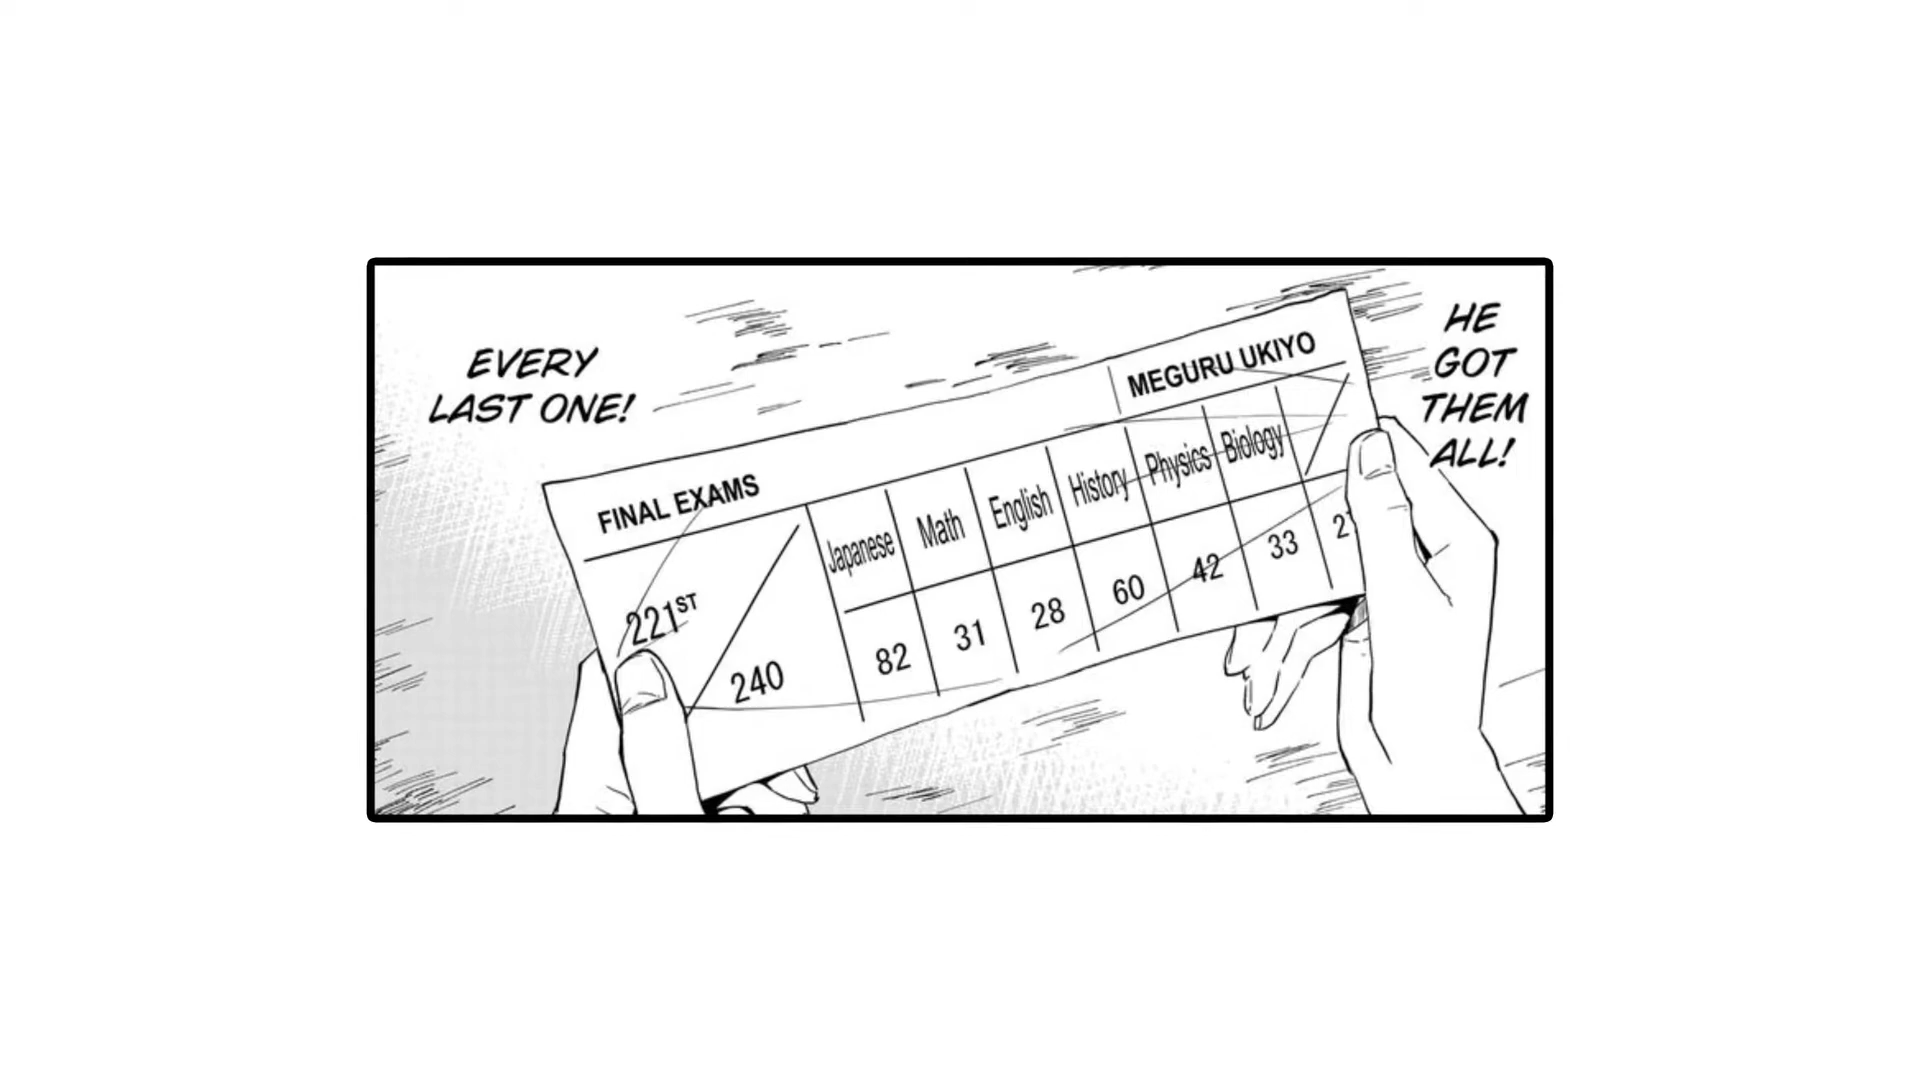 HE
GOT
THEM
ALL!
EVERY
LAST ONE!
FINAL EXAMS
MEGURU UKIYO
Japanese Math English History Physics Biology
221ST
240
82 31 28 60 42 33